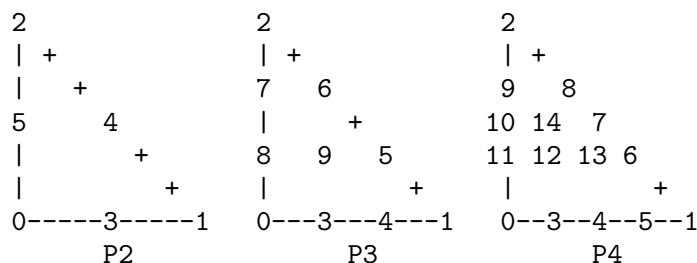 2                2                2
| +              | +              | +
|   +            7   6            9   8
5     4          |     +          10 14  7
|       +        8   9   5        11 12 13 6
|         +      |         +      |         +
0-----3-----1    0---3---4---1    0--3--4--5--1
      P2               P3               P4